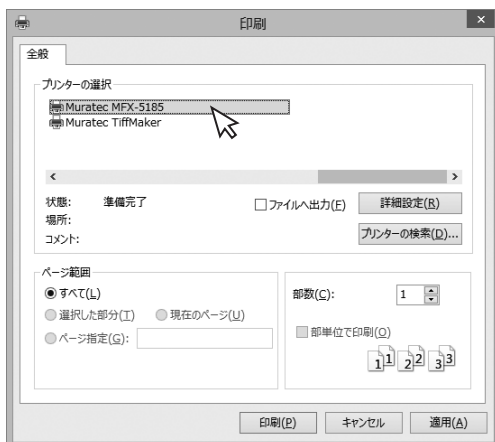 印刷
全般
プリンターの選択
Muratec MFX-5185
Muratec TiffMaker
状態: 準備完了
場所:
コメント:
ファイルへ出力(F)
詳細設定(R)
プリンターの検索(D)...
ページ範囲
すべて(L)
選択した部分(T) 現在のページ(U)
ページ指定(G):
部数(C): 1
部単位で印刷(O)
1 1 2 2 3 3
印刷(P) キャンセル 適用(A)